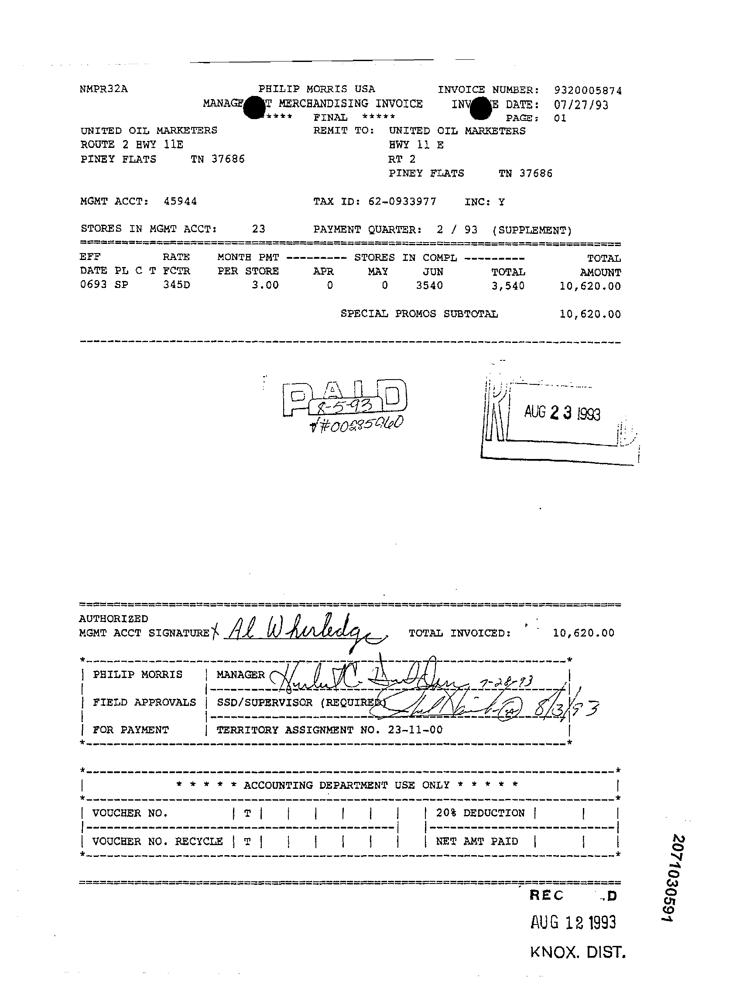 NMPR32A PHILIP MORRIS USA INVOICE NUMBER: 9320005874
MANAGE T MERCHANDISING INVOICE INV E DATE: 07/27/93
**** FINAL ***** PAGE: 01
UNITED OIL MARKETERS REMIT TO: UNITED OIL MARKETERS
ROUTE 2 HWY 11E HWY 11 E
PINEY FLATS TN 37686 RT 2
PINEY FLATS TN 37686
MGMT ACCT: 45944 TAX ID: 62-0933977 INC: Y
STORES IN MGMT ACCT: 23 PAYMENT QUARTER: 2 / 93 (SUPPLEMENT)
EFF RATE MONTH PMT --------- STORES IN COMPL --------- TOTAL
DATE PL C T FCTR PER STORE APR MAY JUN TOTAL AMOUNT
0693 SP 345D 3.00 0 0 3540 3,540 10,620.00
SPECIAL PROMOS SUBTOTAL 10,620.00
PAID
8-5-93
AUG 23 1993
AUTHORIZED
MGMT ACCT SIGNATURE X Al Wherledge TOTAL INVOICED: 10,620.00
PHILIP MORRIS MANAGER 7-28-93
FIELD APPROVALS SSD/SUPERVISOR (REQUIRED) 8/3/93
FOR PAYMENT TERRITORY ASSIGNMENT NO. 23-11-00
* * * * * ACCOUNTING DEPARTMENT USE ONLY * * * * *
VOUCHER NO. T 20% DEDUCTION
VOUCHER NO. RECYCLE T NET AMT PAID
REC D
AUG 12 1993
KNOX. DIST.
2071030591